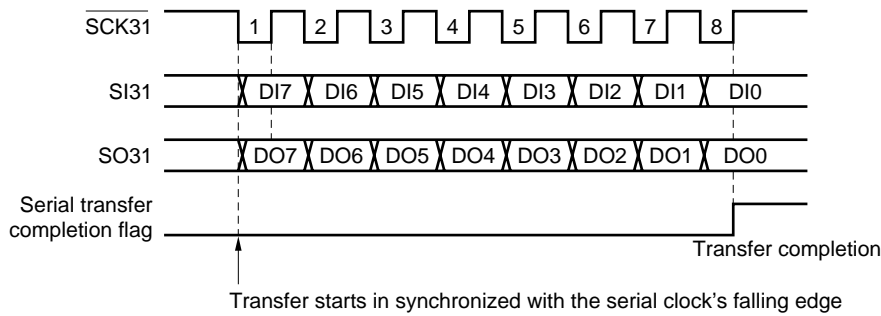 SCK31 1 2 3 4 5 6 7 8
SI31 DI7 DI6 DI5 DI4 DI3 DI2 DI1 DI0
SO31 DO7 DO6 DO5 DO4 DO3 DO2 DO1 DO0
Serial transfer
completion flag
Transfer completion
Transfer starts in synchronized with the serial clock's falling edge